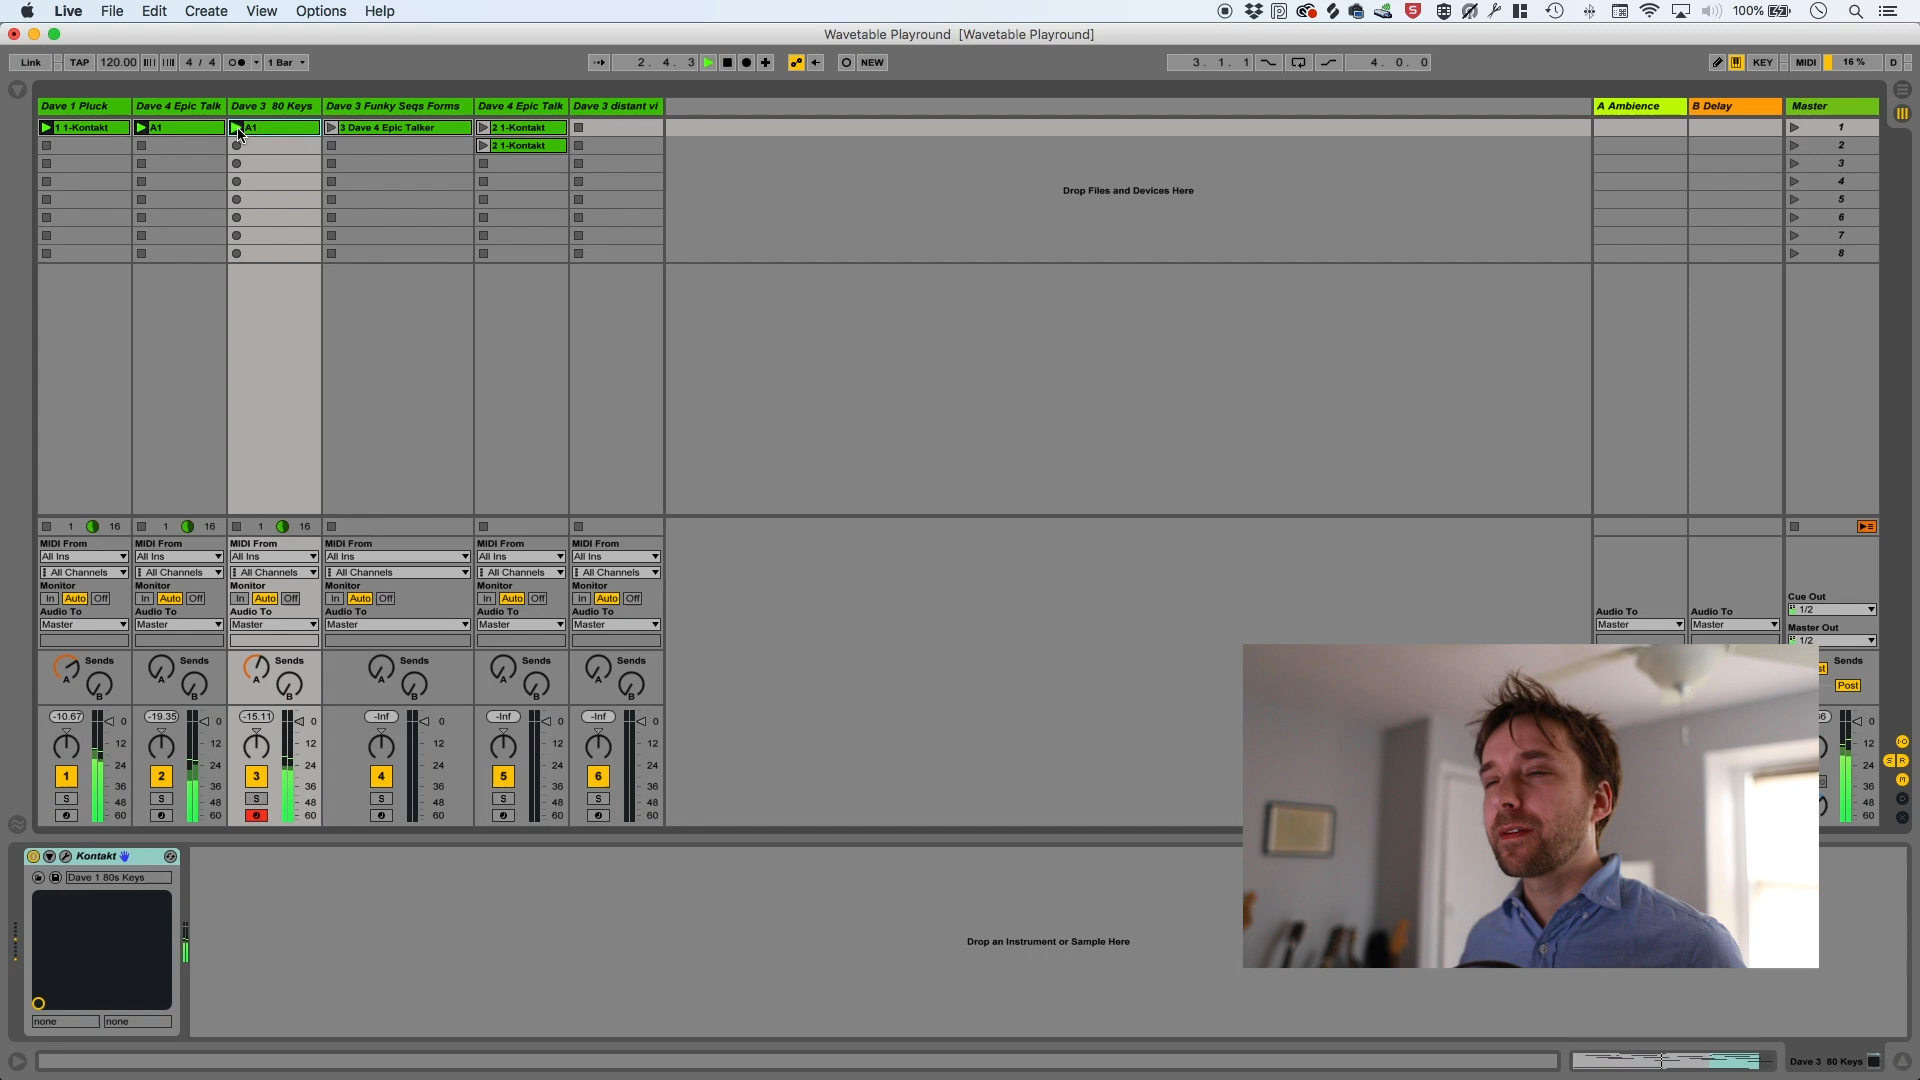 Live File Edit Create View Options Help 100%
Wavetable Playround [Wavetable Playround]
Link TAP 120.00 4 / 4 1 Bar 2. 4. 3 NEW 3. 1. 1 4. 0. 0 KEY MIDI 16 % D
Dave 1 Pluck Dave 4 Epic Talk Dave 3 80 Keys Dave 3 Funky Seqs Forms Dave 4 Epic Talk Dave 3 distant vi A Ambience B Delay Master
1 1-Kontakt A1 A1 3 Dave 4 Epic Talker 2 1-Kontakt 1
2 1-Kontakt 2
3
4
5
6
7
8
Drop Files and Devices Here
1 16 1 16 1 16
MIDI From MIDI From MIDI From MIDI From MIDI From MIDI From
All Ins All Ins All Ins All Ins All Ins All Ins
All Channels All Channels All Channels All Channels All Channels All Channels
Monitor Monitor Monitor Monitor Monitor Monitor
In Auto Off In Auto Off In Auto Off In Auto Off In Auto Off In Auto Off Cue Out
Audio To Audio To Audio To Audio To Audio To Audio To Audio To Audio To 1/2
Master Master Master Master Master Master Master Master Master Out
1/2
Sends Sends Sends Sends Sends Sends Sends
A B A B A B A B A B A B Post
-10.67 0 -19.35 0 -15.11 0 -Inf 0 -Inf 0 -Inf 0 0
12 12 12 12 12 12 12
24 24 24 24 24 24 24
1 36 2 36 3 36 4 36 5 36 6 36 36
S 48 S 48 S 48 S 48 S 48 S 48 48
60 60 60 60 60 60 60
Kontakt
Dave 1 80s Keys
Drop an Instrument or Sample Here
none none
Dave 3 80 Keys